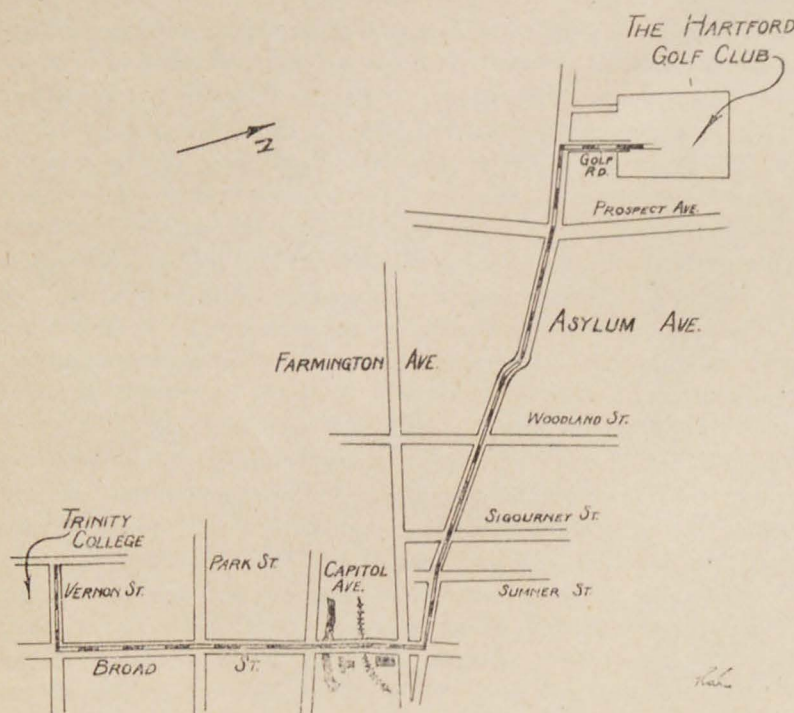 THE HARTFORD
GOLF CLUB
N
GOLF
RD.
PROSPECT AVE.
ASYLUM AVE.
FARMINGTON AVE.
WOODLAND ST.
SIGOURNEY ST.
TRINITY
COLLEGE
PARK ST.
CAPITOL
AVE.
VERNON ST.
SUMMER ST.
BROAD ST.